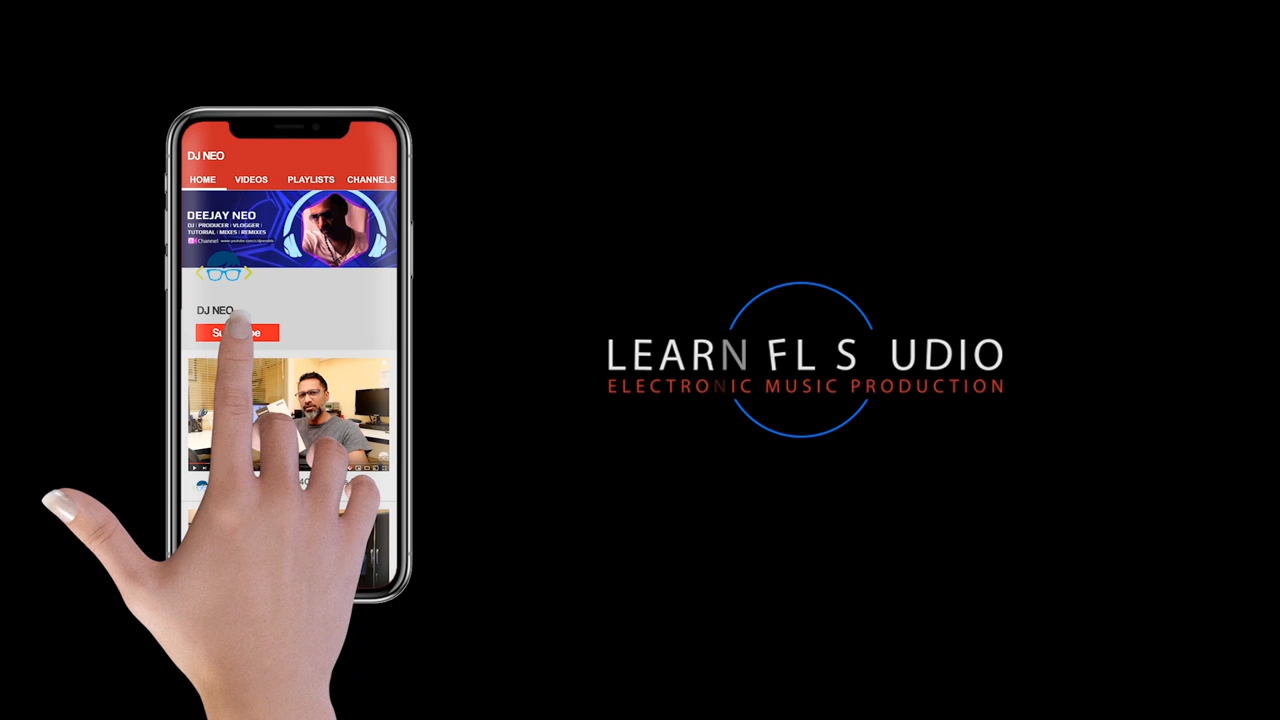 DJ NEO
HOME VIDEOS PLAYLISTS CHANNELS
DEEJAY NEO
DJ | PRODUCER | VLOGGER |
TUTORIAL | MIXES | REMIXES
Channel
DJ NEO
LEARN FL S UDIO
ELECTRONIC MUSIC PRODUCTION